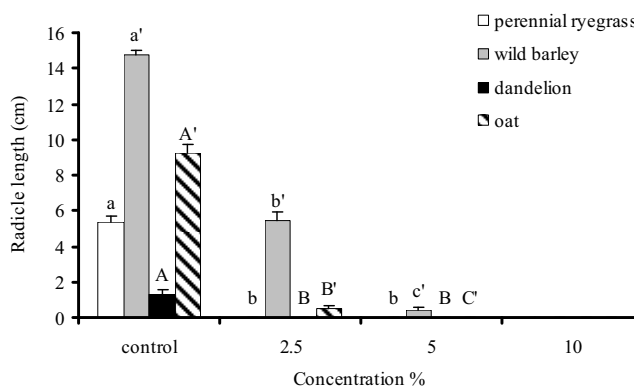 perennial ryegrass
wild barley
dandelion
oat
Radicle length (cm)
16
14
12
10
8
6
4
2
0
a
a'
A
A'
b
b'
B
B'
b
c'
B
C'
control
2.5
5
10
Concentration %